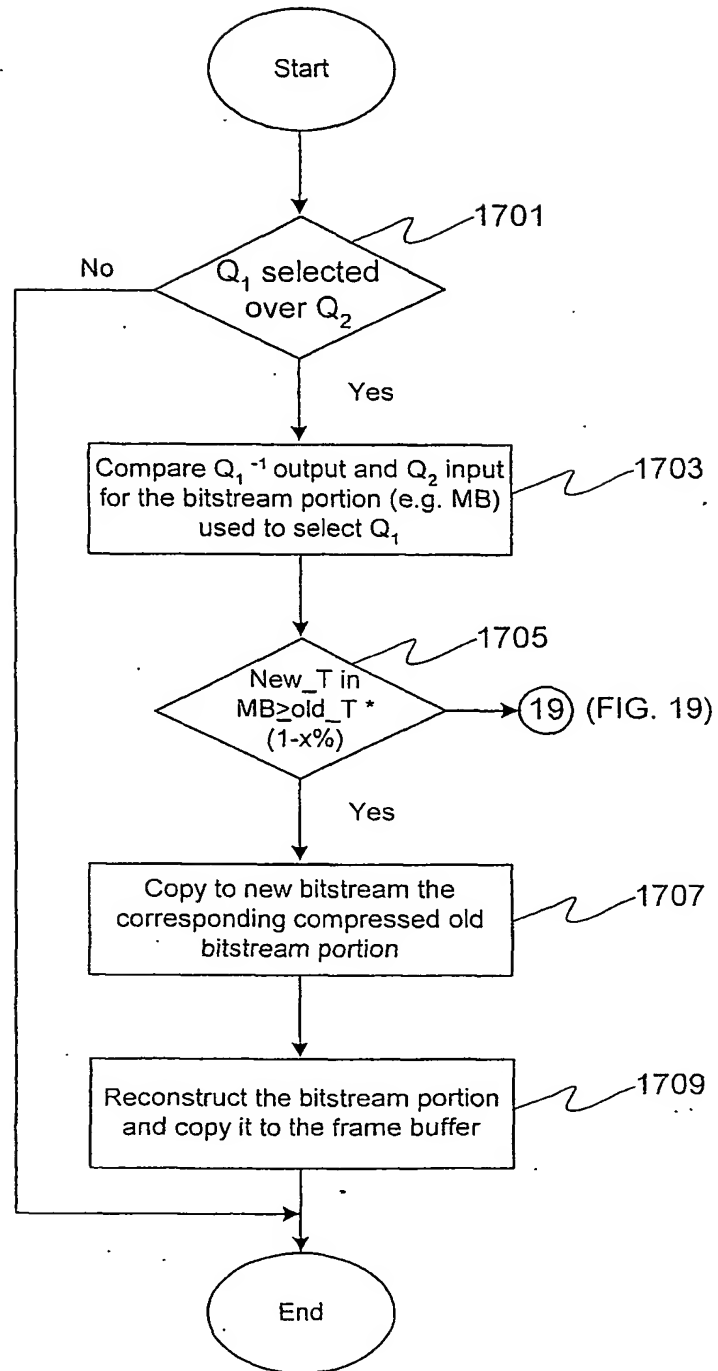 Start
1701
No
Q₁ selected
over Q₂
Yes
Compare Q₁⁻¹ output and Q₂ input
for the bitstream portion (e.g. MB)
used to select Q₁
1703
1705
New_T in
MB≥old_T *
(1-x%)
19 (FIG. 19)
Yes
Copy to new bitstream the
corresponding compressed old
bitstream portion
1707
Reconstruct the bitstream portion
and copy it to the frame buffer
1709
End